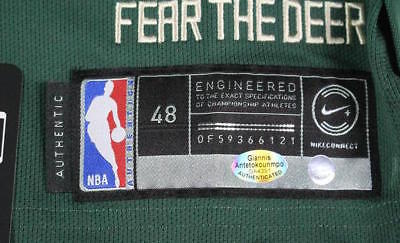 FEAR THE DEER
AUTHENTIC
NBA
AUTHENTICS
48
ENGINEERED
TO THE EXACT SPECIFICATIONS
OF CHAMPIONSHIP ATHLETES
0F59366121
NIKECONNECT
Giannis
Antetokounmpo
AUTHENTICATED